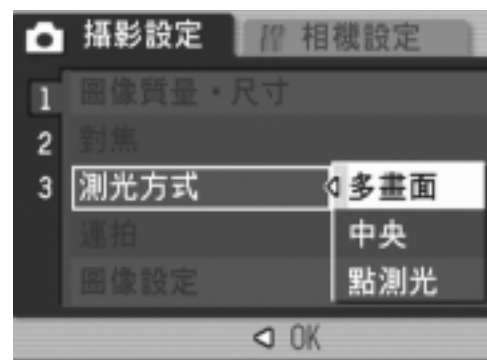 攝影設定 相機設定
1 圖像質量・尺寸
2 對焦
3 測光方式 多畫面
連拍 中央
圖像設定 點測光
OK